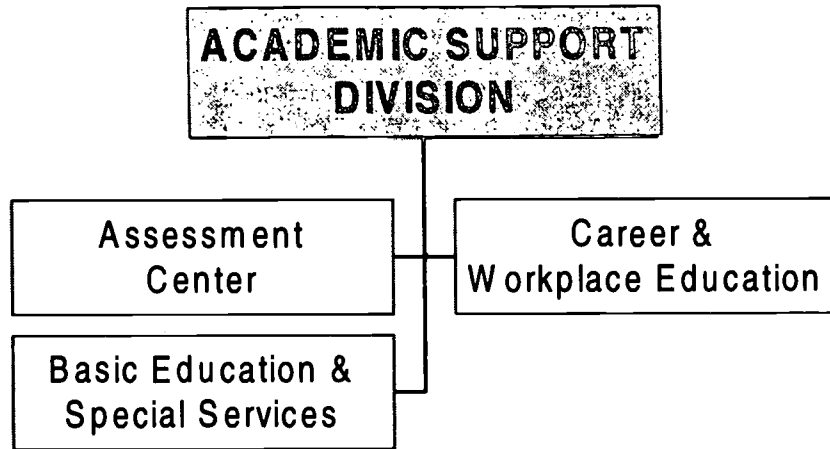 ACADEMIC SUPPORT
DIVISION
Assessment
Center
Career &
Workplace Education
Basic Education &
Special Services